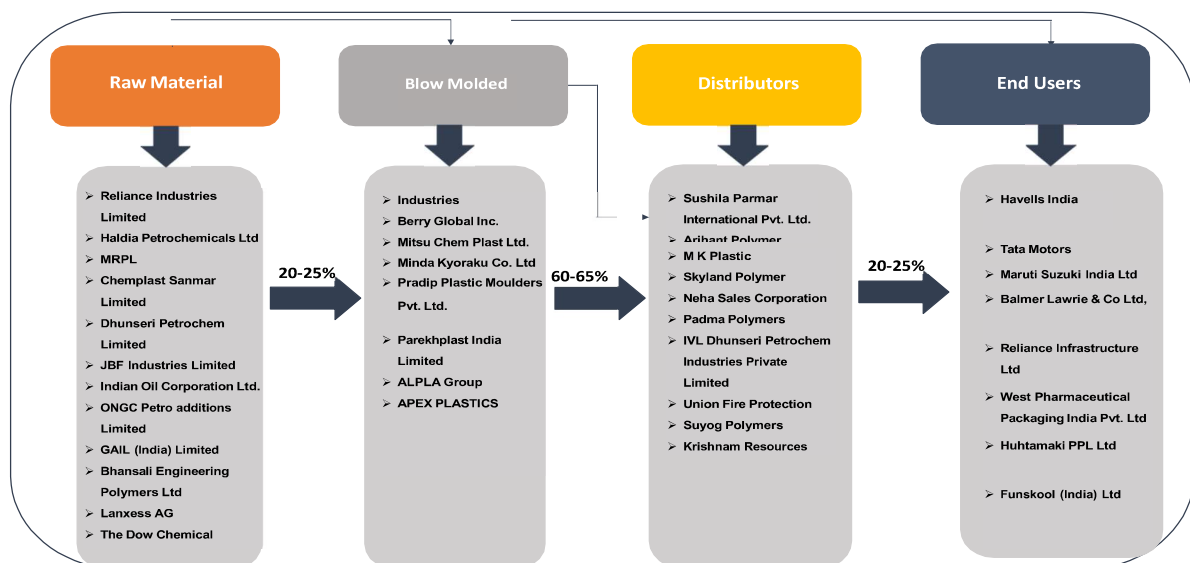 Raw Material
Blow Molded
Distributors
End Users
Reliance Industries
Limited
Haldia Petrochemicals Ltd
MRPL
Chemplast Sanmar
Limited
Dhunseri Petrochem
Limited
JBF Industries Limited
Indian Oil Corporation Ltd.
ONGC Petro additions
Limited
GAIL (India) Limited
Bhansali Engineering
Polymers Ltd
Lanxess AG
The Dow Chemical
20-25%
Industries
Berry Global Inc.
Mitsu Chem Plast Ltd.
Minda Kyoraku Co. Ltd
Pradip Plastic Moulders
Pvt. Ltd.
Parekhplast India
Limited
ALPLA Group
APEX PLASTICS
60-65%
Sushila Parmar
International Pvt. Ltd.
Arihant Polymer
M K Plastic
Skyland Polymer
Neha Sales Corporation
Padma Polymers
IVL Dhunseri Petrochem
Industries Private
Limited
Union Fire Protection
Suyog Polymers
Krishnam Resources
20-25%
Havells India
Tata Motors
Maruti Suzuki India Ltd
Balmer Lawrie & Co Ltd,
Reliance Infrastructure
Ltd
West Pharmaceutical
Packaging India Pvt. Ltd
Huhtamaki PPL Ltd
Funskool (India) Ltd